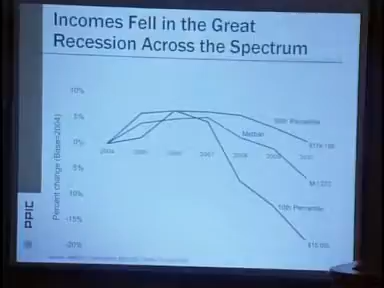 Incomes Fell in the Great
Recession Across the Spectrum
10%
5%
0%
-5%
-10%
-15%
-20%
Percent change (Base=2004)
2004 2005 2006 2007 2008 2009 2010
90th Percentile
Median
10th Percentile
PPIC